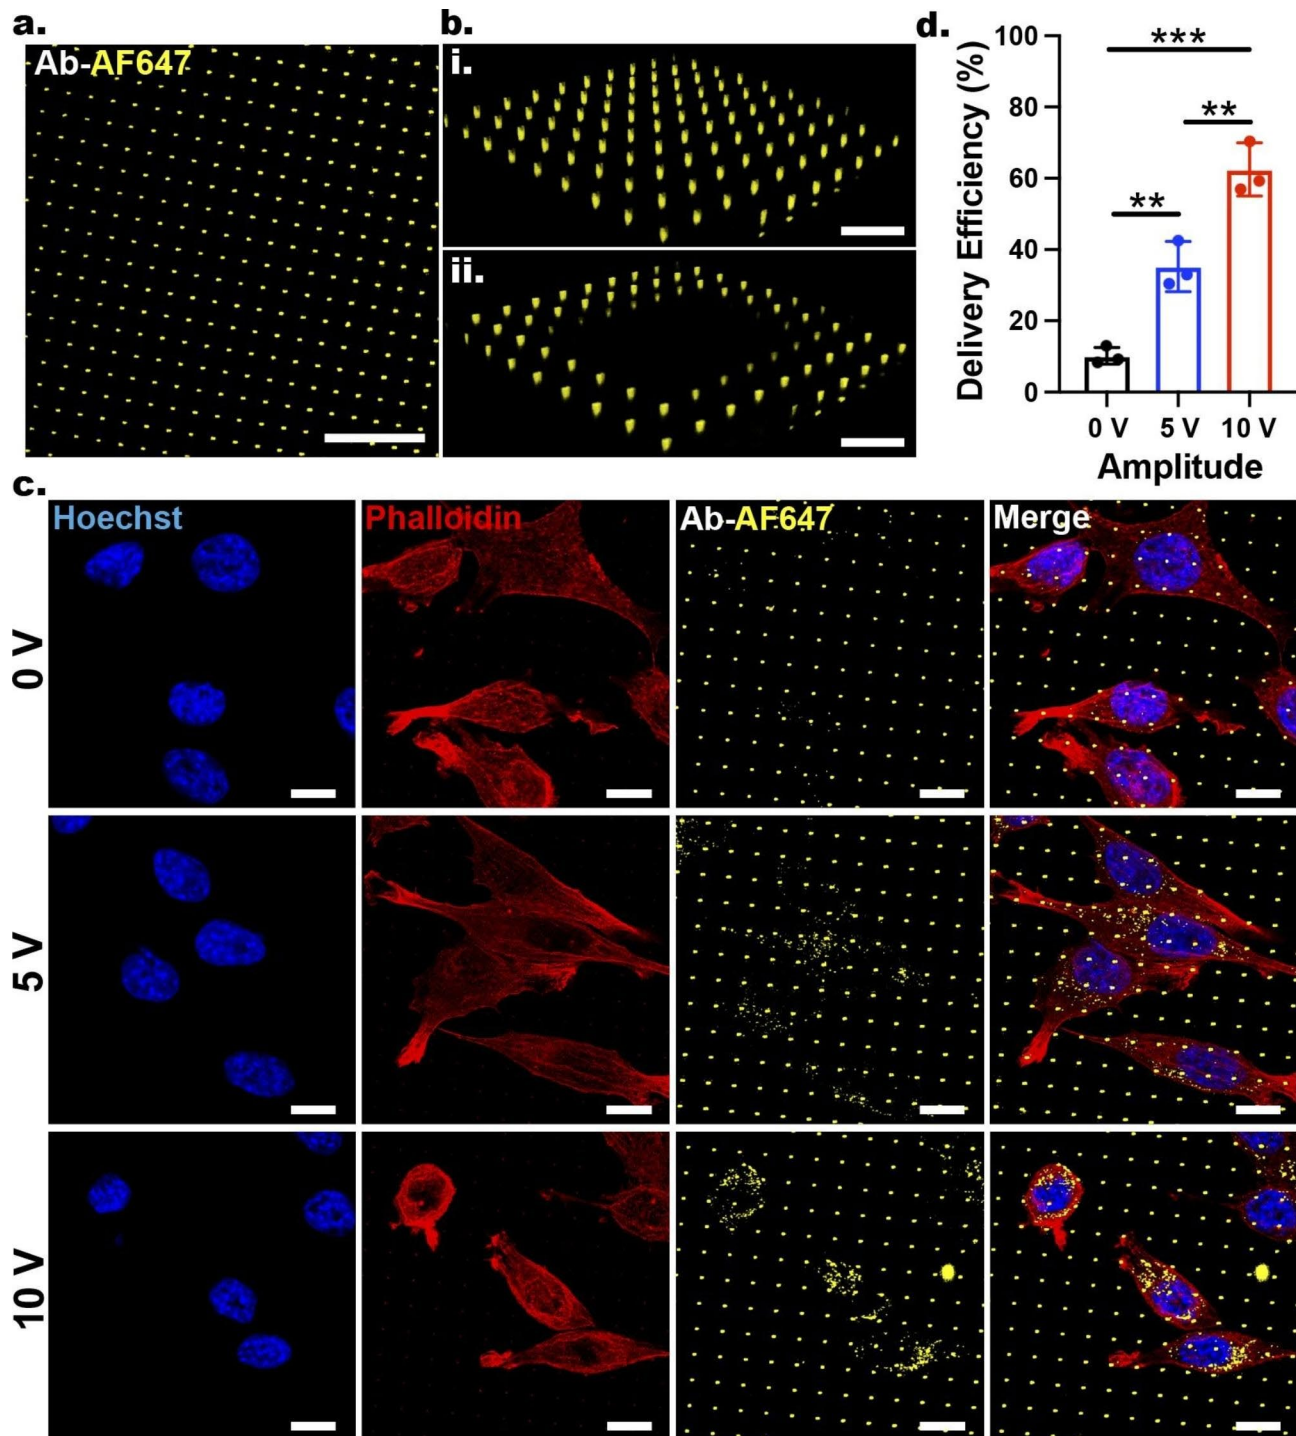 a.
Ab-AF647
b.
i.
ii.
d.
Delivery Efficiency (%)
100
80
60
40
20
0
***
**
**
0 V 5 V 10 V
Amplitude
c.
Hoechst Phalloidin Ab-AF647 Merge
0 V
5 V
10 V